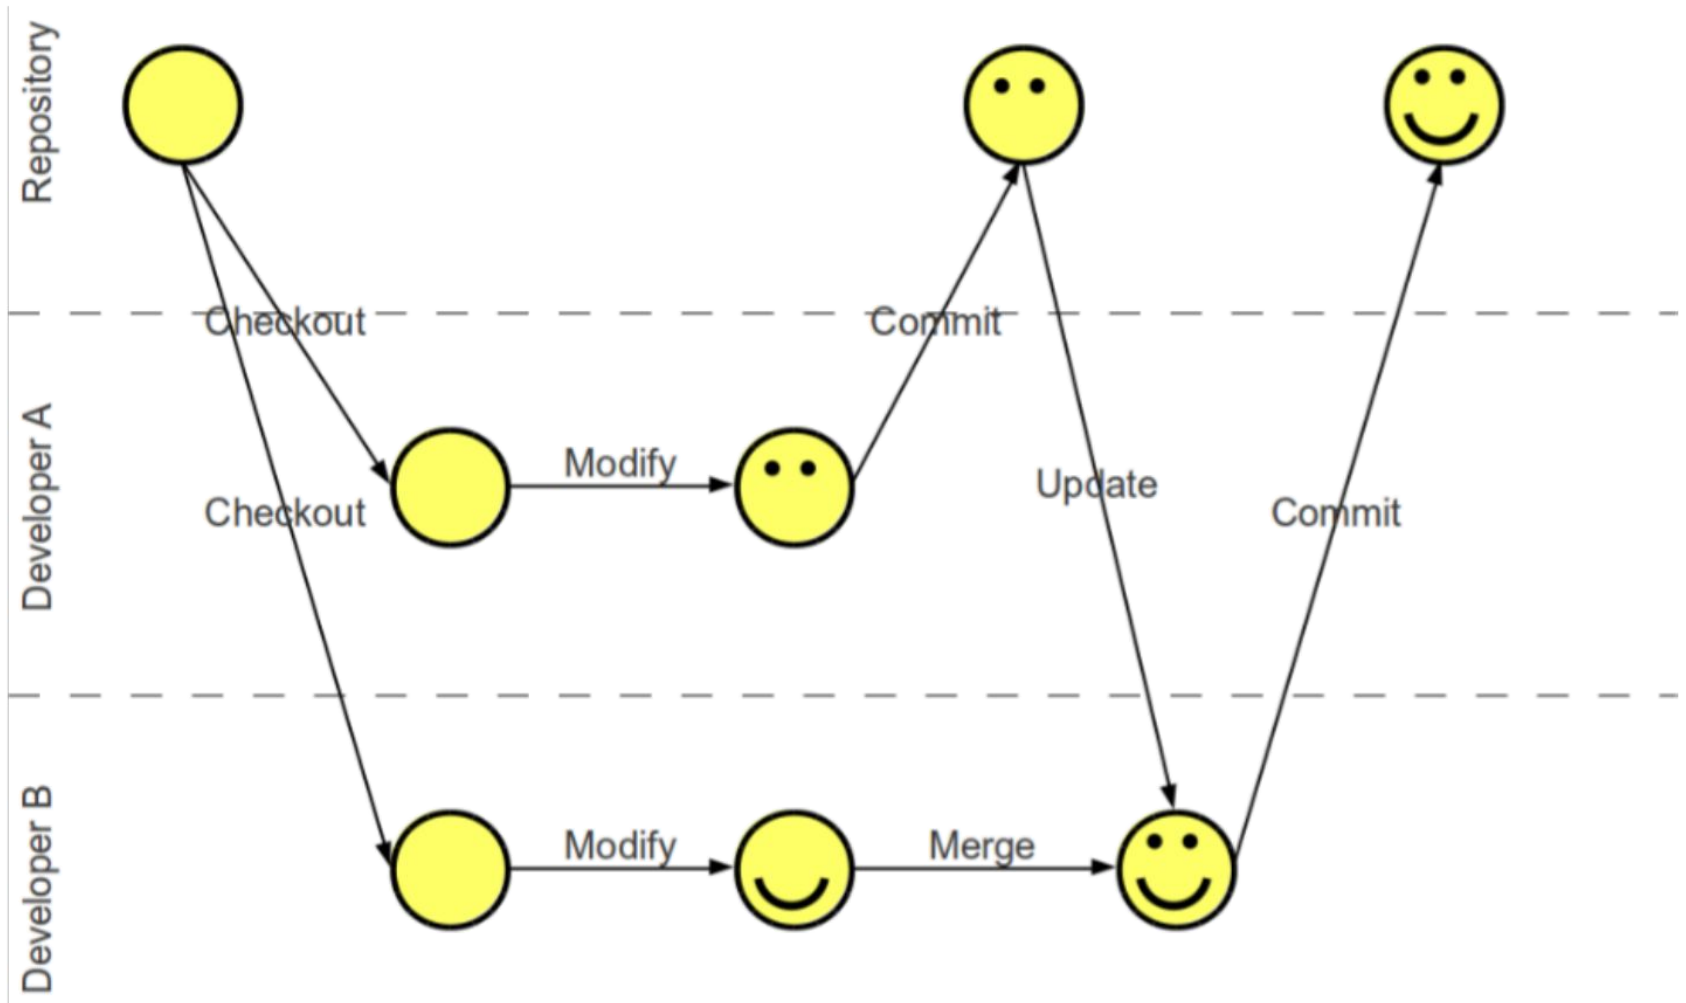 Repository
Checkout
Commit
Developer A
Modify
Checkout
Update
Commit
Developer B
Modify
Merge